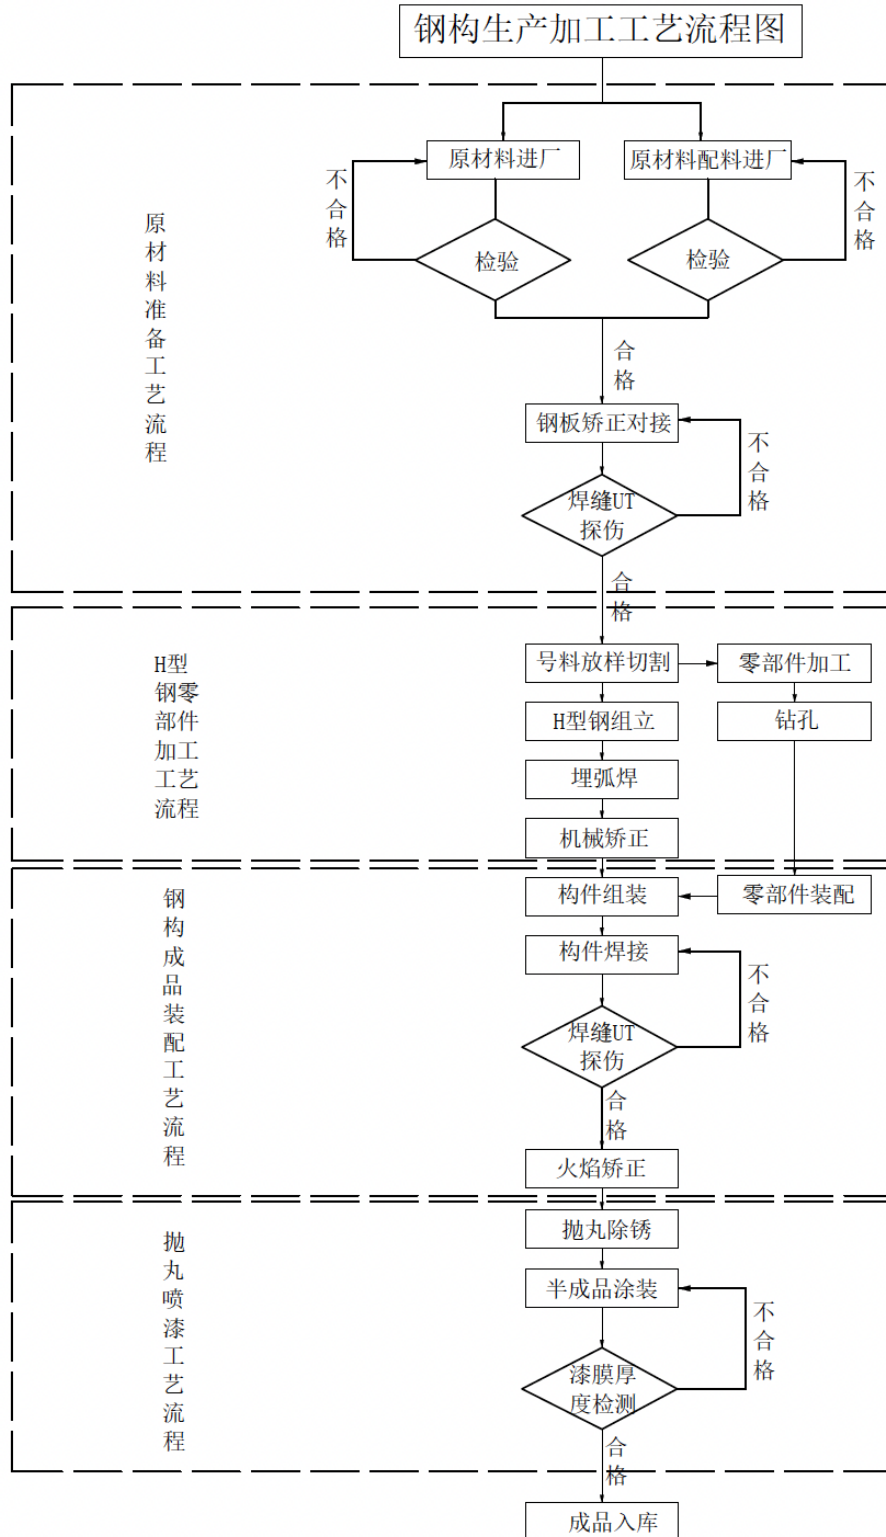 钢构生产加工工艺流程图
原材料准备工艺流程
原材料进厂
原材料配料进厂
不合格
不合格
检验
检验
合格
钢板矫正对接
不合格
焊缝UT
探伤
合格
H型
钢零
部件
加工
工艺
流程
号料放样切割
零部件加工
H型钢组立
钻孔
埋弧焊
机械矫正
钢构成品装配工艺流程
构件组装
零部件装配
构件焊接
不合格
焊缝UT
探伤
合格
火焰矫正
抛丸喷漆工艺流程
抛丸除锈
半成品涂装
不合格
漆膜厚
度检测
合格
成品入库